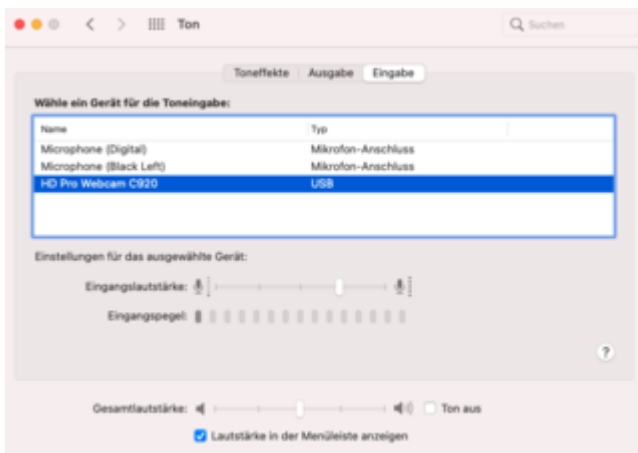 Ton
Suchen
Toneffekte Ausgabe Eingabe
Wähle ein Gerät für die Toneingabe:
Name Typ
Microphone (Digital) Mikrofon-Anschluss
Microphone (Black Left) Mikrofon-Anschluss
HD Pro Webcam C920 USB
Einstellungen für das ausgewählte Gerät:
Eingangslautstärke:
Eingangspegel:
?
Gesamtlautstärke: Ton aus
Lautstärke in der Menüleiste anzeigen